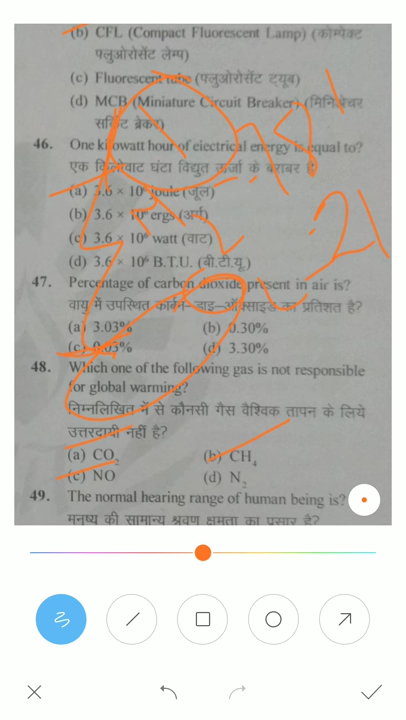 (b) CFL (Compact Fluorescent Lamp) (कॉम्पेक्ट
फ्लुओरोसेंट लेम्प)
(c) Fluorescent tube (फ्लुओरोसेंट ट्यूब)
(d) MCB (Miniature Circuit Breaker) (मिनिएचर
सर्किट ब्रेकर)
46. One kilowatt hour of electrical energy is equal to?
एक किलोवाट घंटा विद्युत ऊर्जा के बराबर है
(a) 3.6 × 10⁶ joule (जूल)
(b) 3.6 × 10⁶ ergs (अर्ग)
(c) 3.6 × 10⁶ watt (वाट)
(d) 3.6 × 10⁶ B.T.U. (बी.टी.यू.)
47. Percentage of carbon dioxide present in air is?
वायु में उपस्थित कार्बन-डाइ-ऑक्साइड का प्रतिशत है?
(a) 3.03% (b) 0.30%
(c) 0.03% (d) 3.30%
48. Which one of the following gas is not responsible
for global warming?
निम्नलिखित में से कौनसी गैस वैश्विक तापन के लिये
उत्तरदायी नहीं है?
(a) CO₂ (b) CH₄
(c) NO (d) N₂
49. The normal hearing range of human being is?
मनुष्य की सामान्य श्रवण क्षमता का प्रसार है?